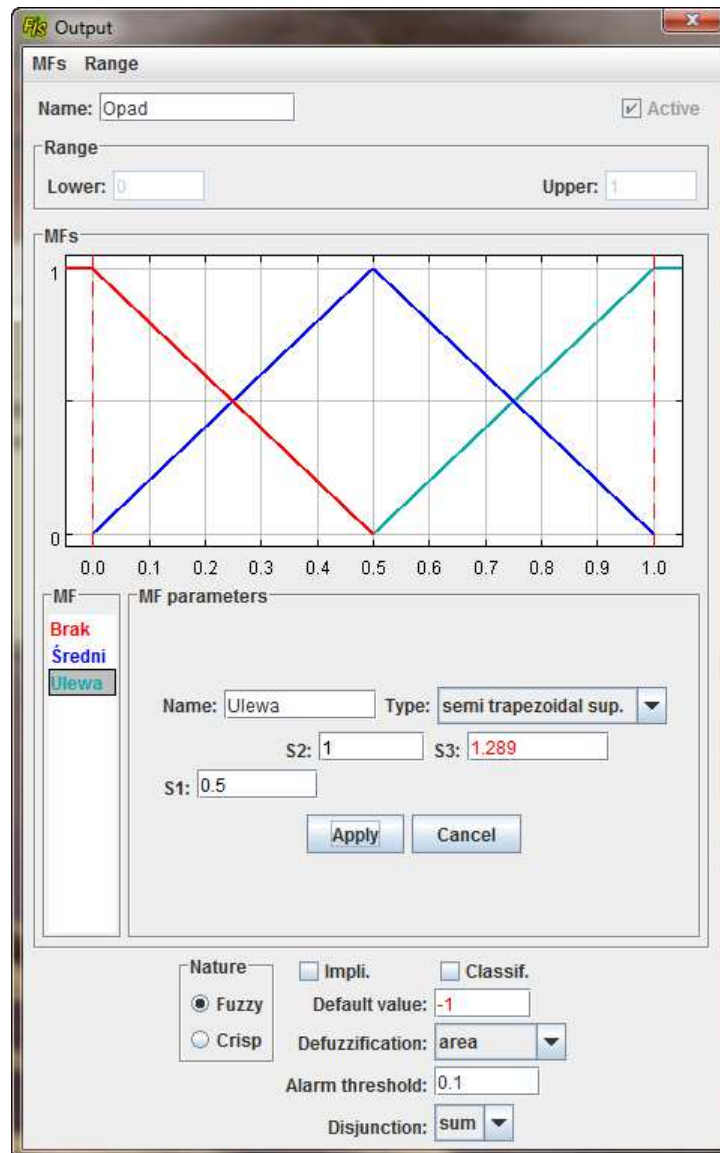 Fis Output
MFs Range
Name: Opad Active
Range
Lower: 0 Upper: 1
MFs
1
0
0.0 0.1 0.2 0.3 0.4 0.5 0.6 0.7 0.8 0.9 1.0
MF
Brak
Średni
Ulewa
MF parameters
Name: Ulewa Type: semi trapezoidal sup.
S2: 1 S3: 1.289
S1: 0.5
Apply Cancel
Nature
Fuzzy
Crisp
Impli. Classif.
Default value: -1
Defuzzification: area
Alarm threshold: 0.1
Disjunction: sum